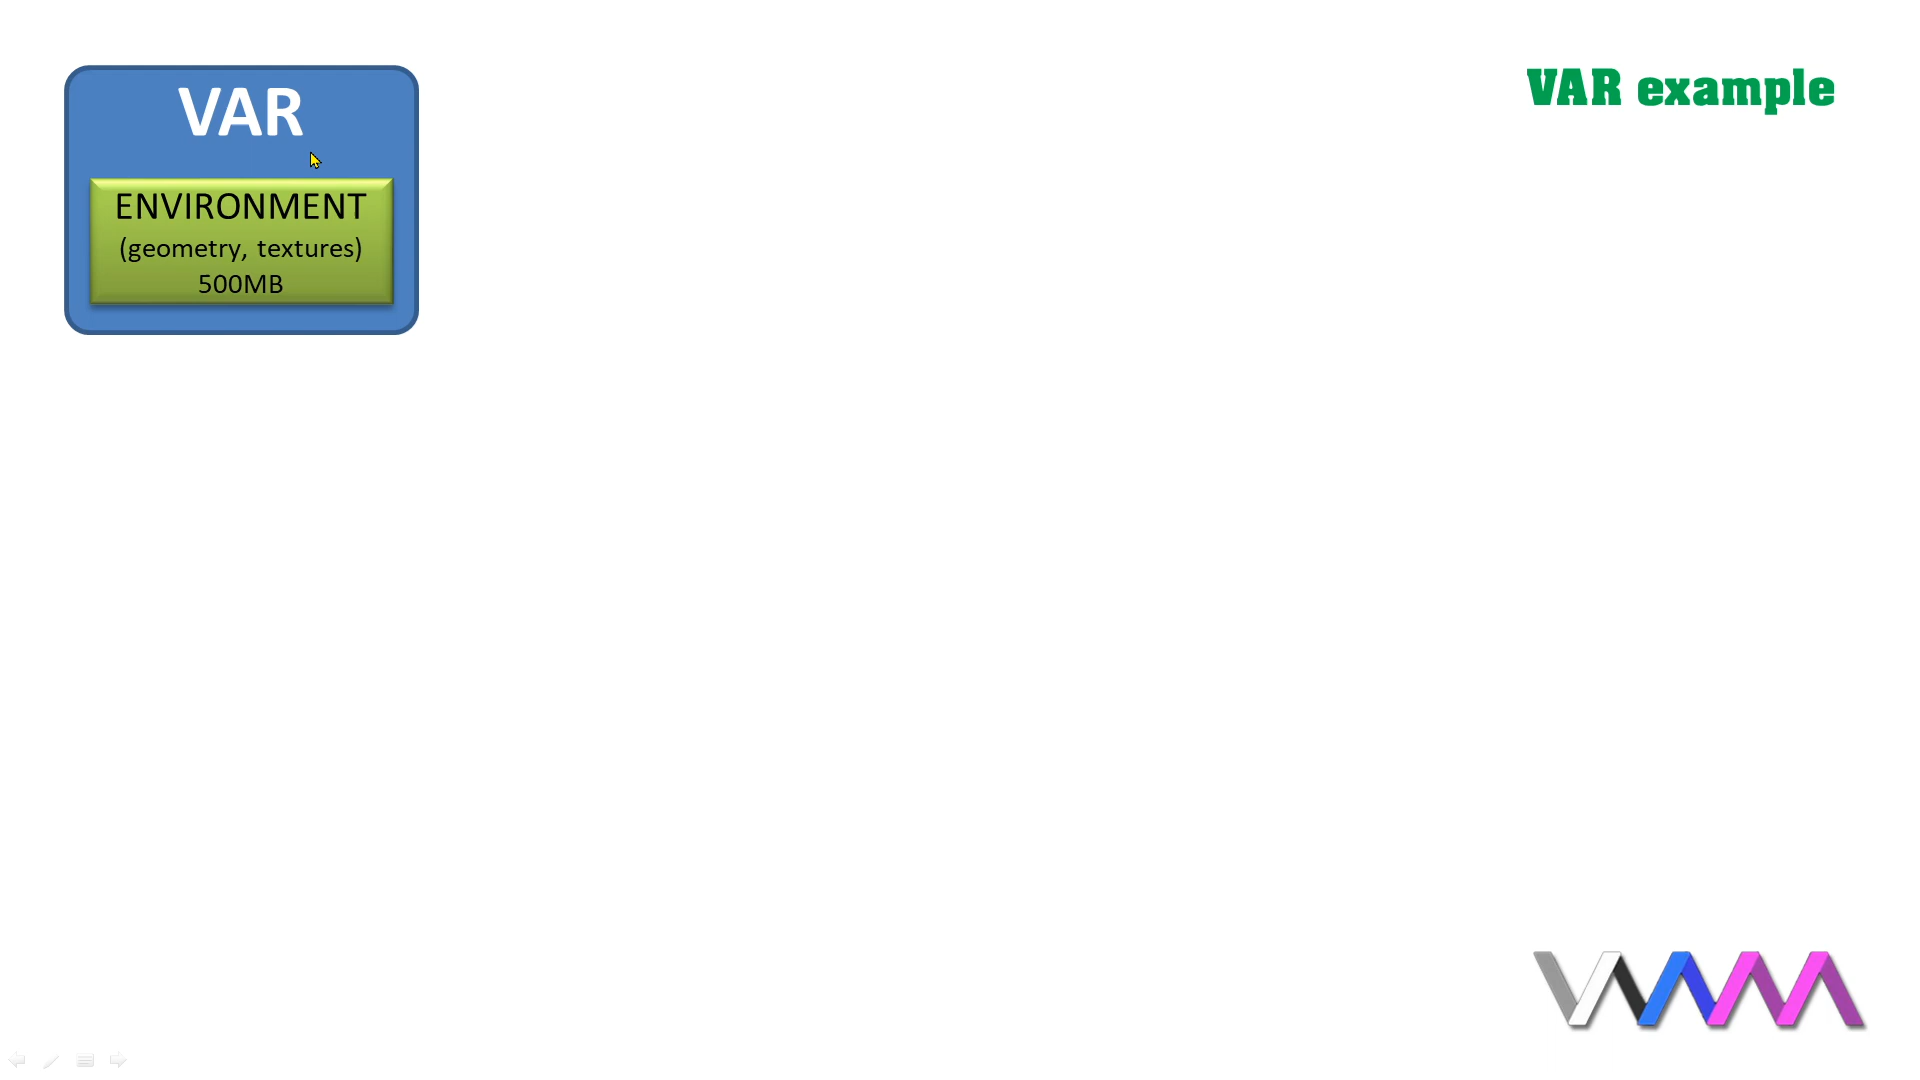 VAR
ENVIRONMENT
(geometry, textures)
500MB
VAR example